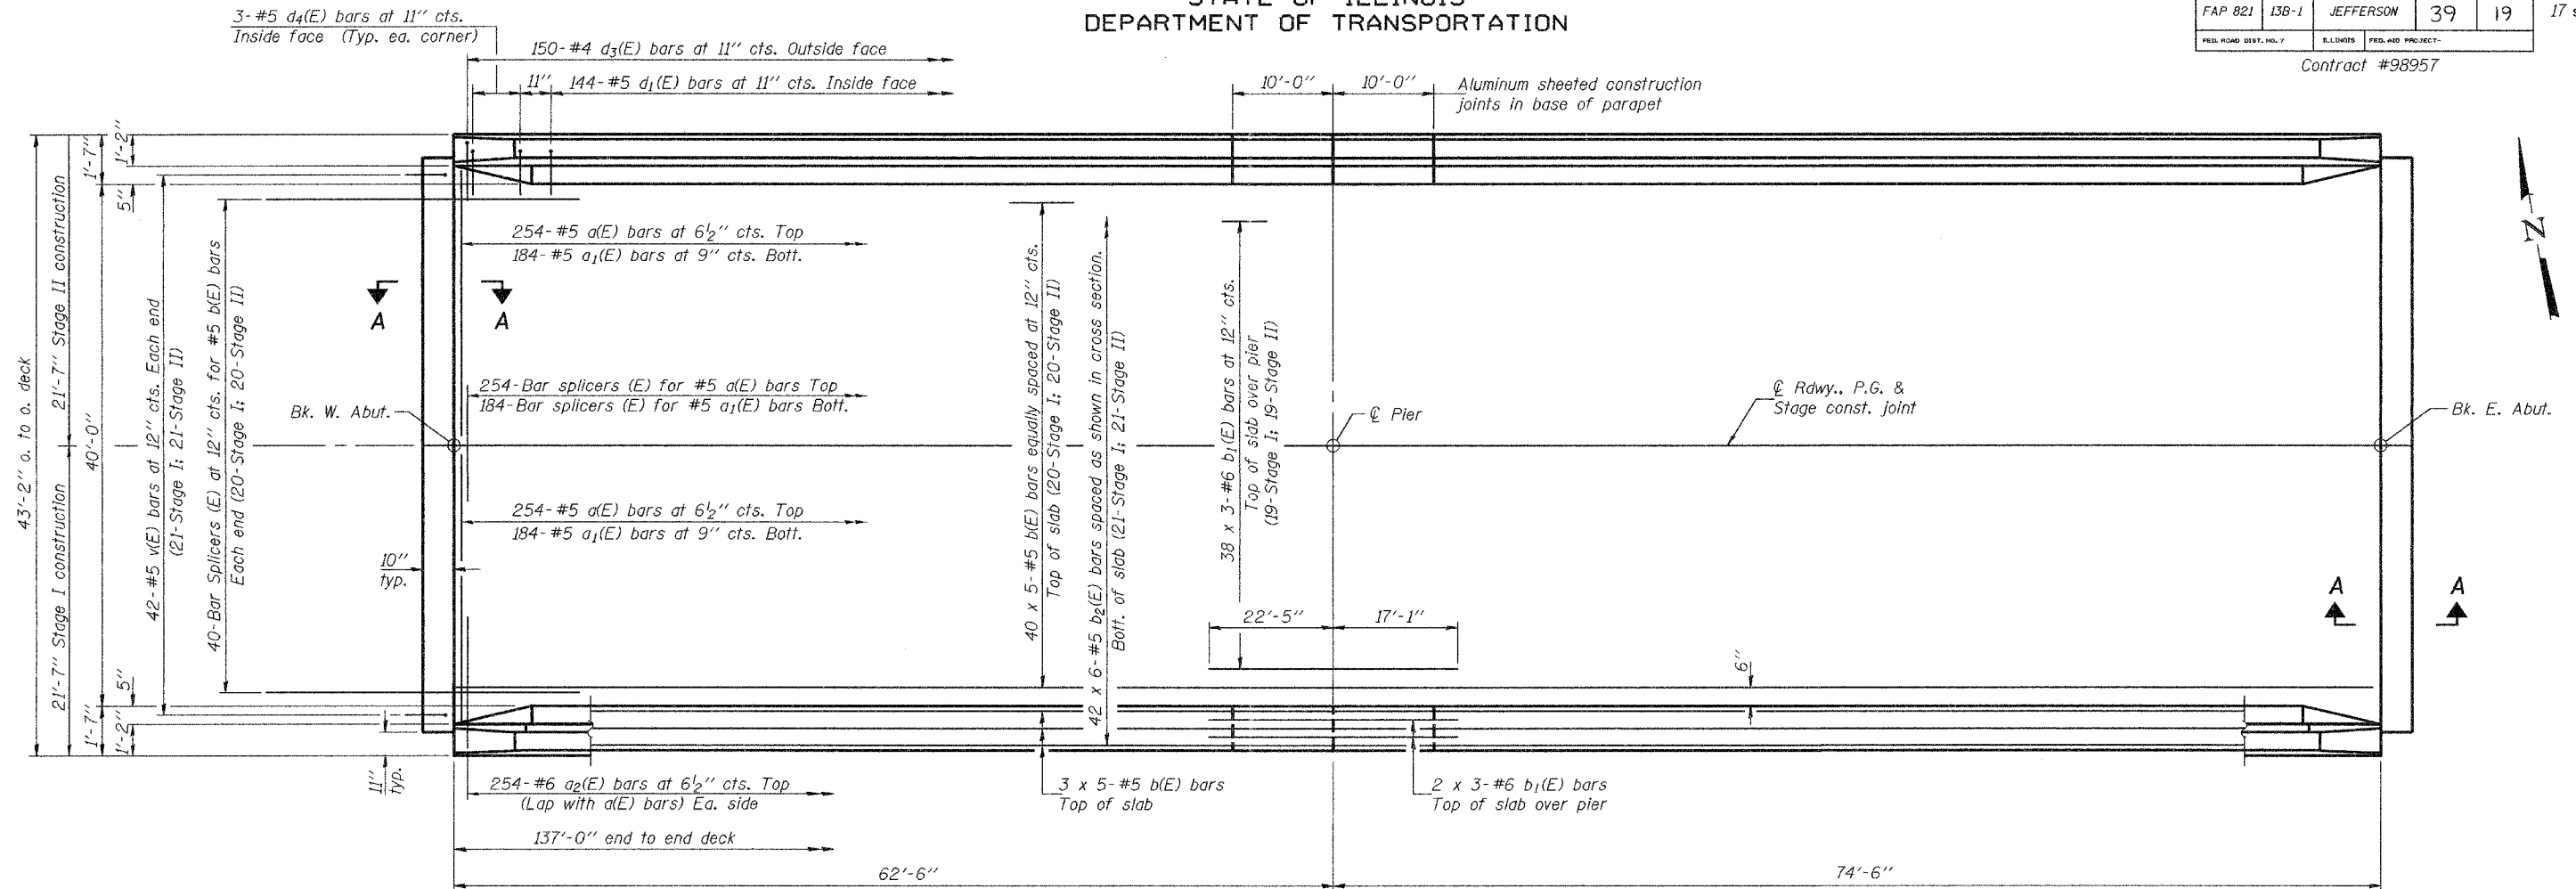 STATE OF ILLINOIS
DEPARTMENT OF TRANSPORTATION
FAP 821 13B-1 JEFFERSON 39 19 17 s
FED. ROAD DIST. NO. 7 ILLINOIS FED. AID PROJECT-
Contract #98957
3-#5 d4(E) bars at 11" cts.
Inside face (Typ. ea. corner)
150-#4 d3(E) bars at 11" cts. Outside face
11" 144-#5 d1(E) bars at 11" cts. Inside face
10'-0" 10'-0"
Aluminum sheeted construction
joints in base of parapet
1'-7"
1'-2"
5"
43'-2" o. to o. deck
21'-7" Stage II construction
21'-7" Stage I construction
40'-0"
42-#5 v(E) bars at 12" cts. Each end
(21-Stage I; 21-Stage II)
40-Bar Splicers (E) at 12" cts. for #5 b(E) bars
Each end (20-Stage I; 20-Stage II)
254-#5 a(E) bars at 6½" cts. Top
184-#5 a1(E) bars at 9" cts. Bott.
A A
254-Bar splicers (E) for #5 a(E) bars Top
184-Bar splicers (E) for #5 a1(E) bars Bott.
Bk. W. Abut.
254-#5 a(E) bars at 6½" cts. Top
184-#5 a1(E) bars at 9" cts. Bott.
10"
typ.
40 x 5-#5 b(E) bars equally spaced at 12" cts.
Top of slab (20-Stage I; 20-Stage II)
42 x 6-#5 b2(E) bars spaced as shown in cross section.
Bott. of slab (21-Stage I; 21-Stage II)
38 x 3-#6 b1(E) bars at 12" cts.
Top of slab over pier
(19-Stage I; 19-Stage II)
℄ Pier
℄ Rdwy., P.G. &
Stage const. joint
Bk. E. Abut.
N
A A
22'-5" 17'-1"
6"
5"
1'-7"
1'-2"
11"
typ.
254-#6 a2(E) bars at 6½" cts. Top
(Lap with a(E) bars) Ea. side
3 x 5-#5 b(E) bars
Top of slab
2 x 3-#6 b1(E) bars
Top of slab over pier
137'-0" end to end deck
62'-6" 74'-6"